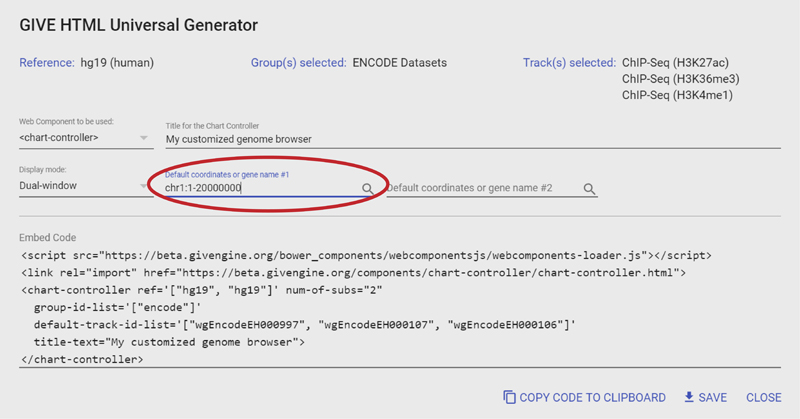 GIVE HTML Universal Generator
Reference: hg19 (human) Group(s) selected: ENCODE Datasets Track(s) selected: ChIP-Seq (H3K27ac)
ChIP-Seq (H3K36me3)
ChIP-Seq (H3K4me1)
Web Component to be used: Title for the Chart Controller
<chart-controller> My customized genome browser
Display mode: Default coordinates or gene name #1
Dual-window chr1:1-20000000 Default coordinates or gene name #2
Embed Code
<script src="https://beta.givengine.org/bower_components/webcomponentsjs/webcomponents-loader.js"></script>
<link rel="import" href="https://beta.givengine.org/components/chart-controller/chart-controller.html">
<chart-controller ref='["hg19", "hg19"]' num-of-subs="2"
group-id-list='["encode"]'
default-track-id-list='["wgEncodeEH000997", "wgEncodeEH000107", "wgEncodeEH000106"]'
title-text="My customized genome browser">
</chart-controller>
COPY CODE TO CLIPBOARD SAVE CLOSE